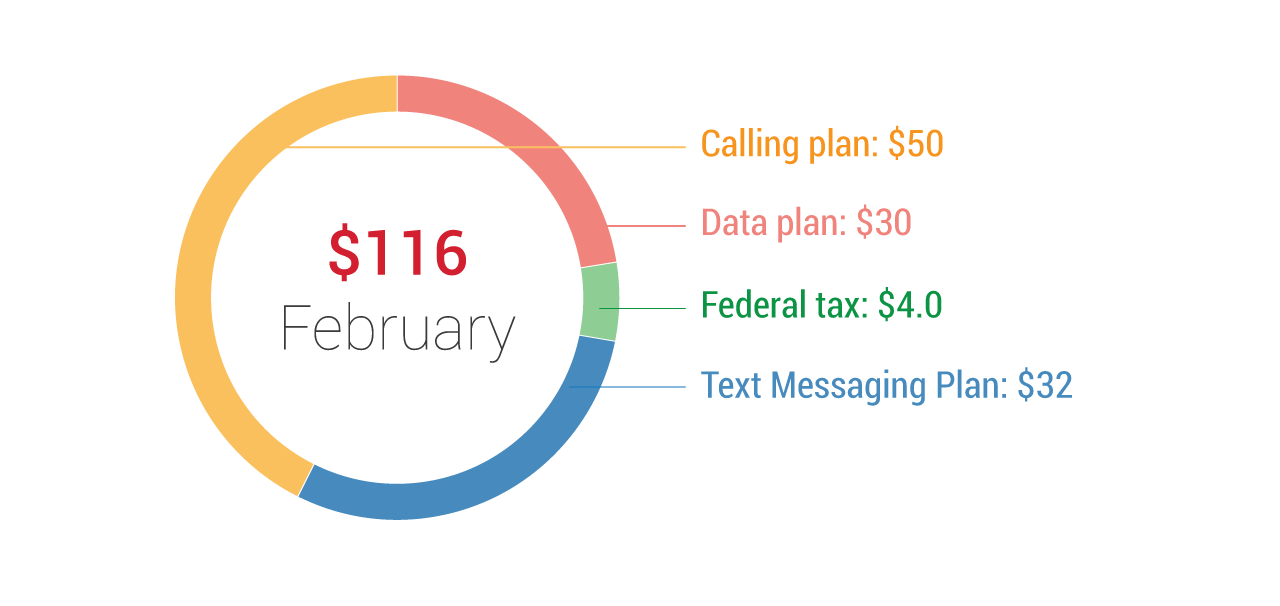 $116
February
Calling plan: $50
Data plan: $30
Federal tax: $4.0
Text Messaging Plan: $32